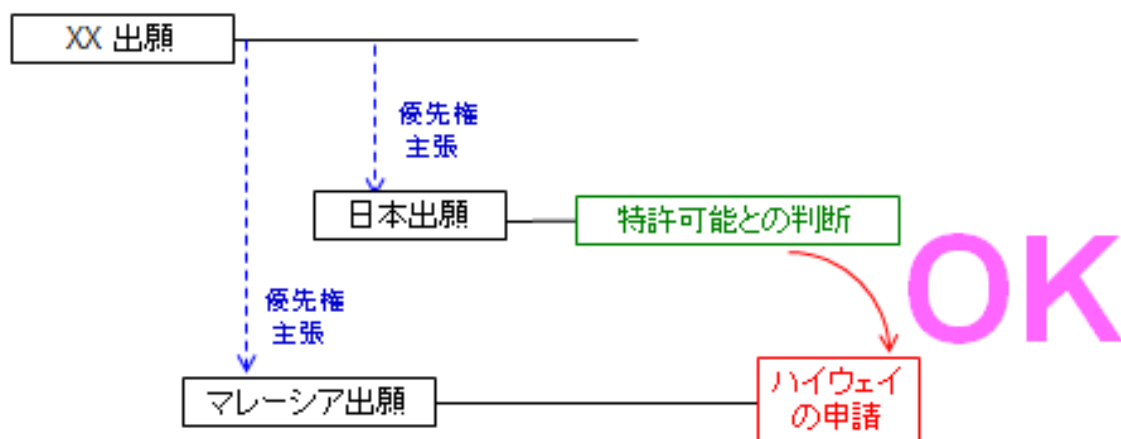 XX 出願
優先権
主張
日本出願
特許可能との判断
OK
優先権
主張
マレーシア出願
ハイウェイ
の申請